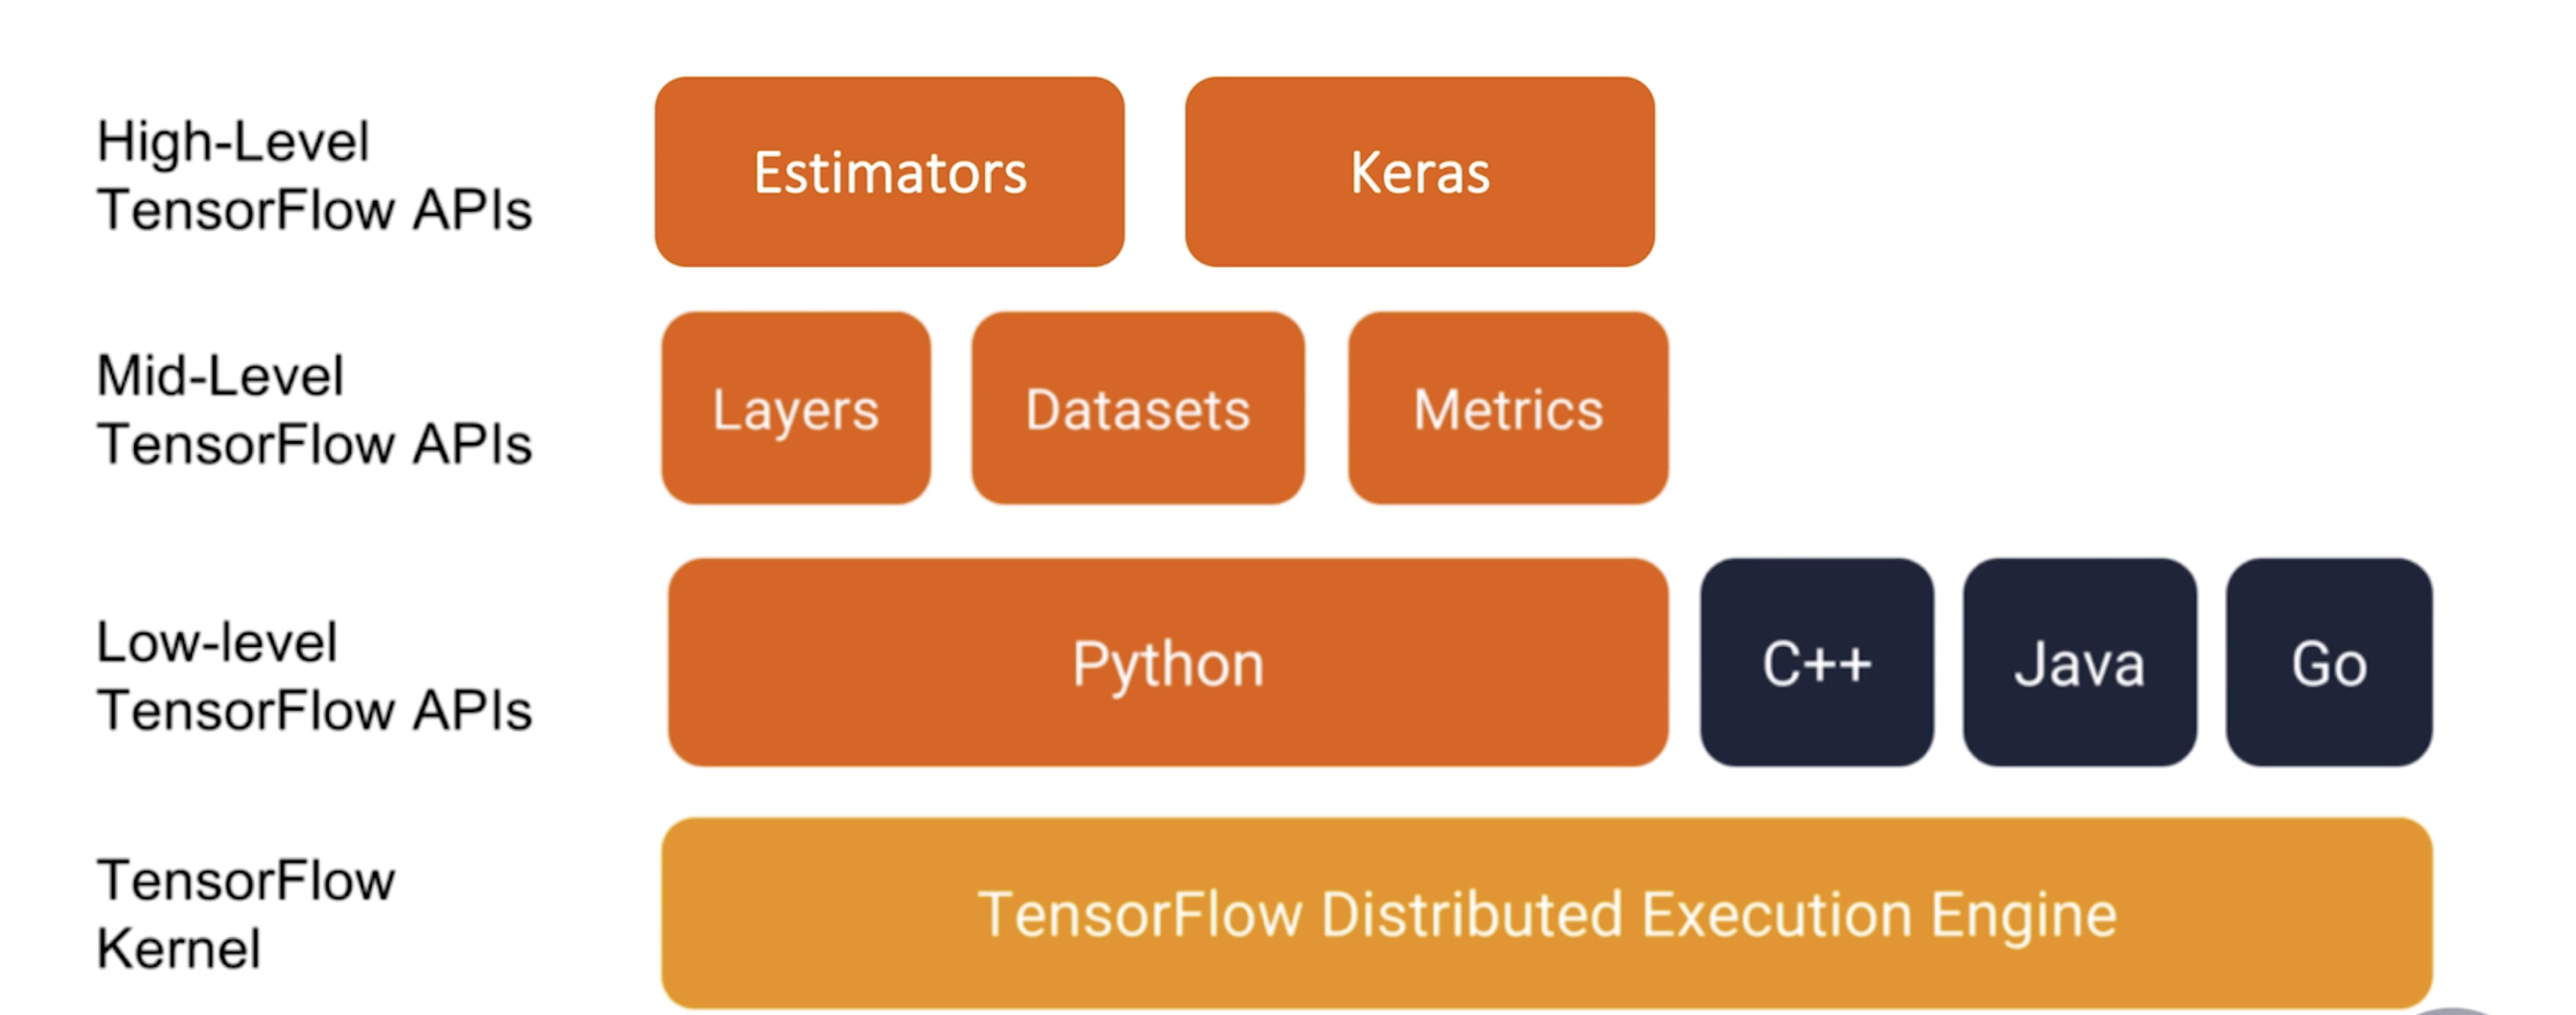 High-Level
TensorFlow APIs
Estimators
Keras
Mid-Level
TensorFlow APIs
Layers
Datasets
Metrics
Low-level
TensorFlow APIs
Python
C++
Java
Go
TensorFlow
Kernel
TensorFlow Distributed Execution Engine